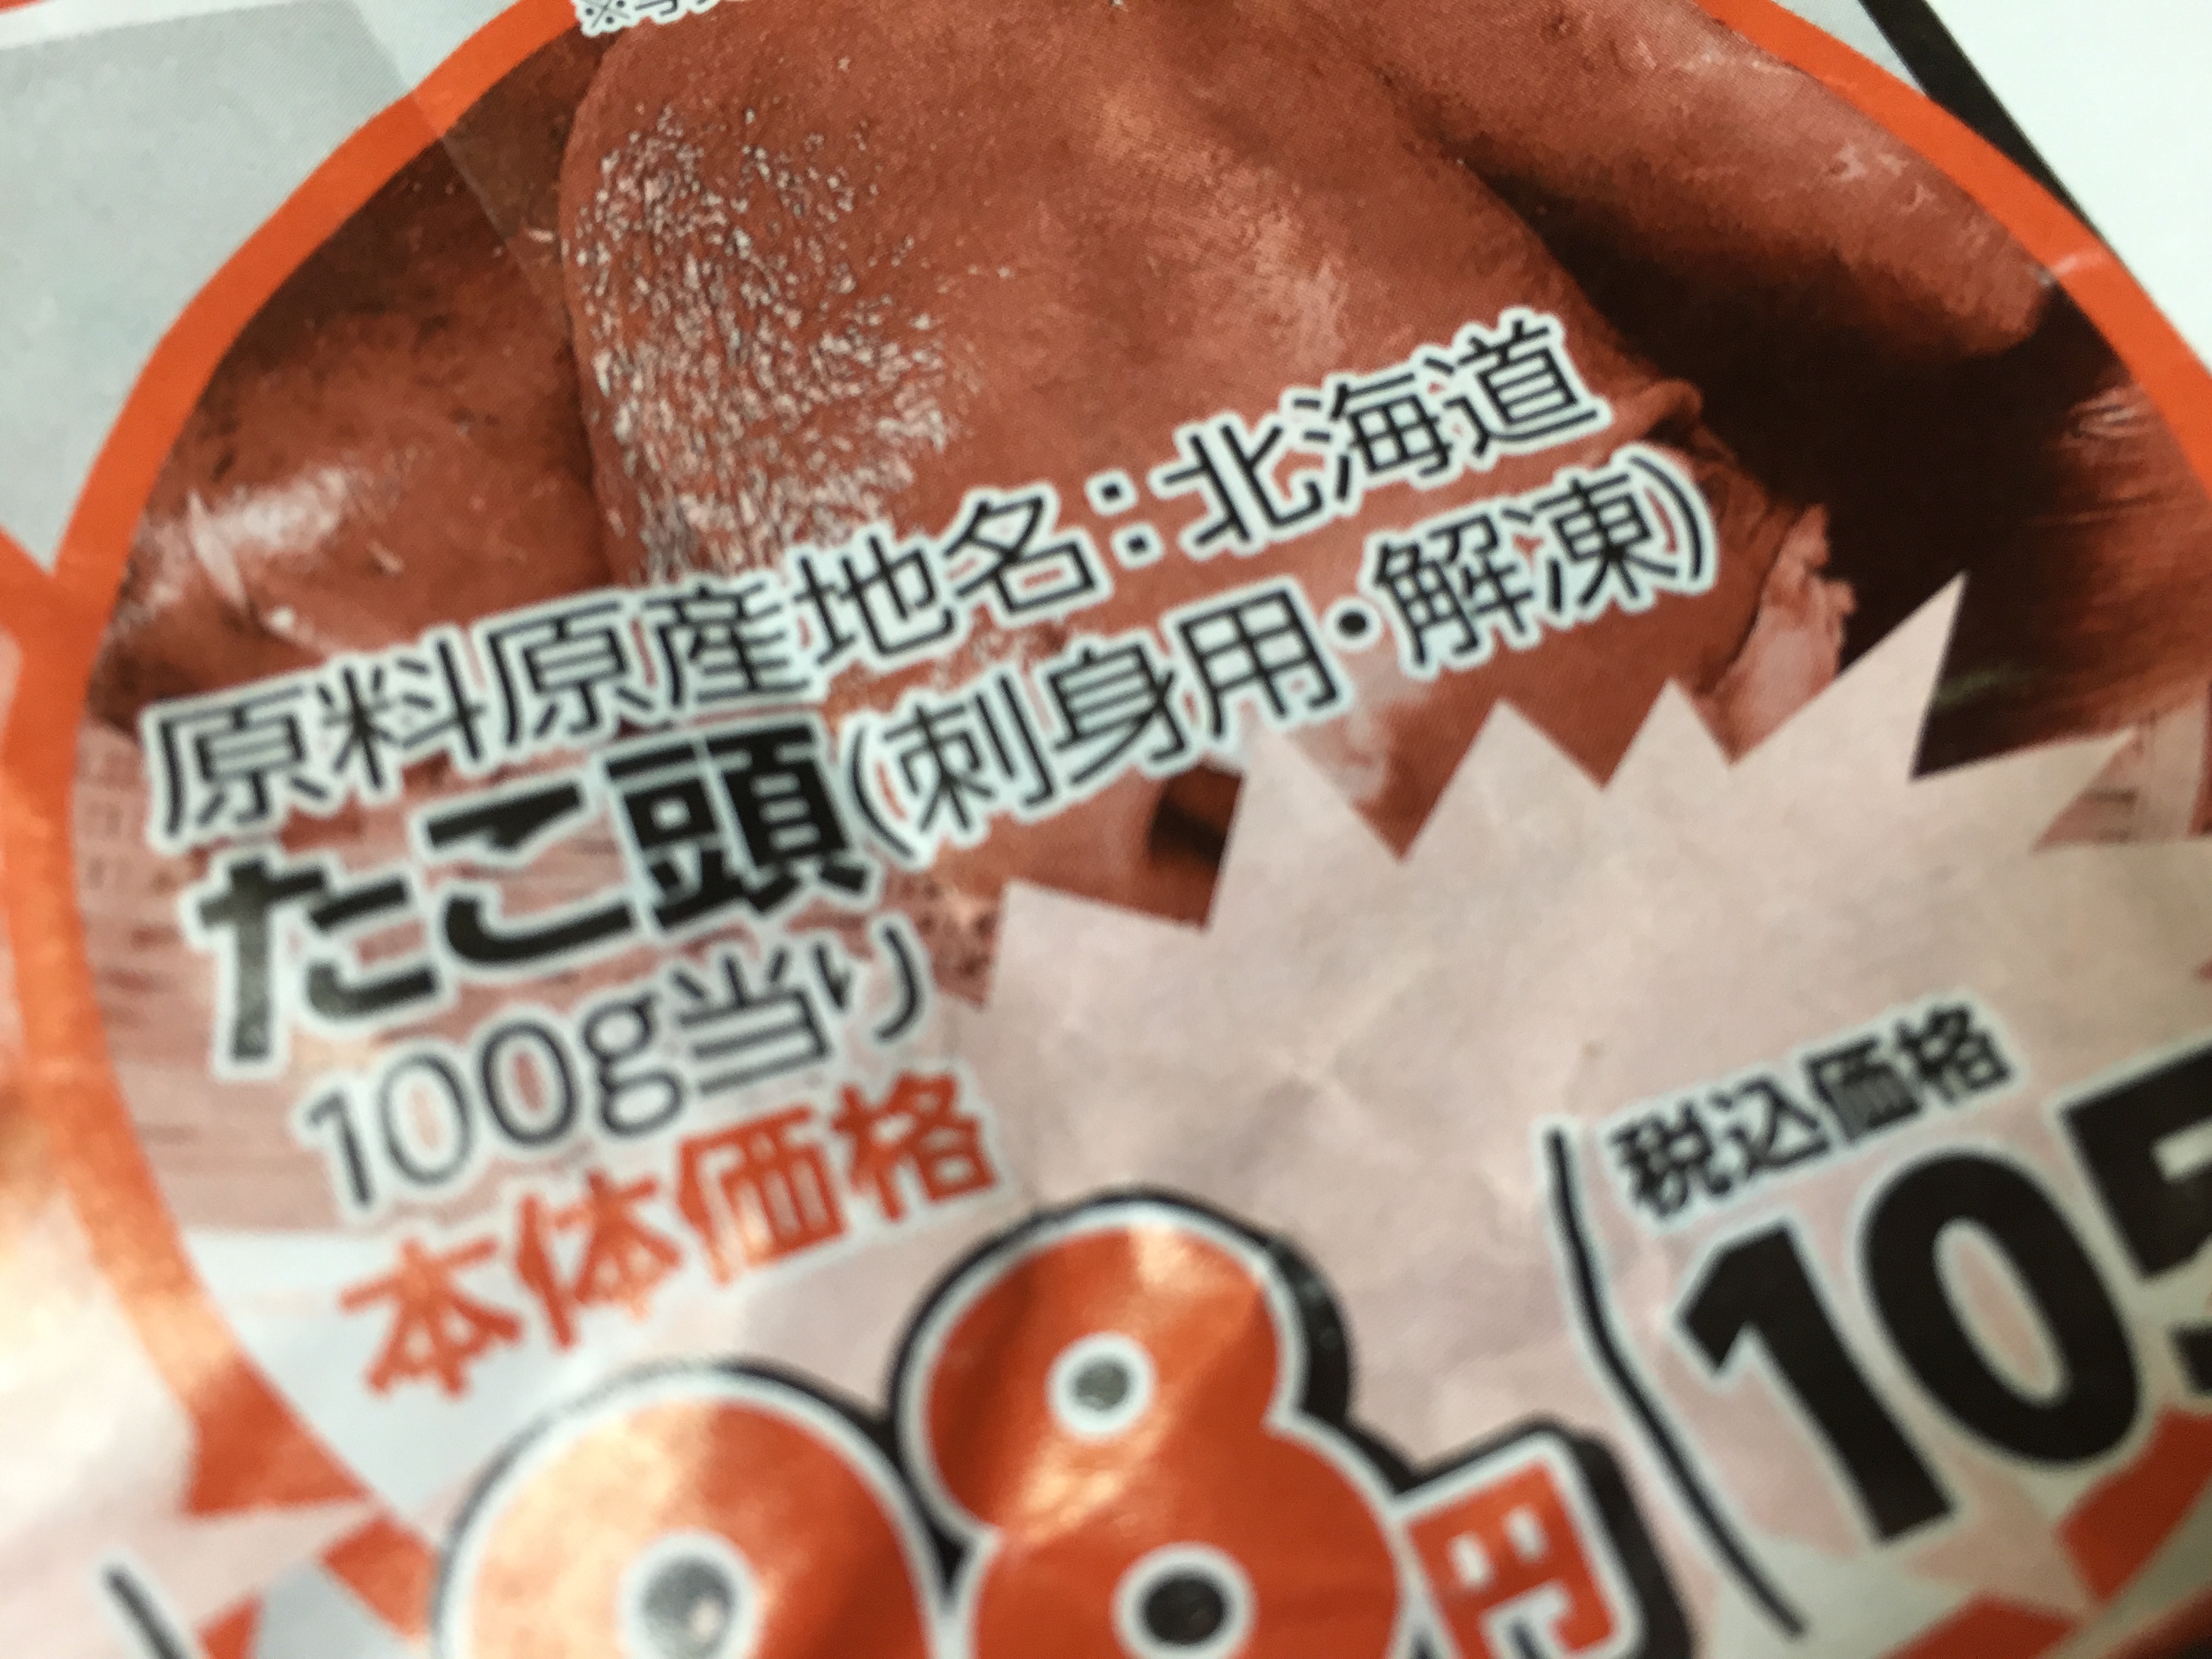 原料原産地名:北海道
たこ頭(刺身用・解凍)
100g当り
本体価格
円
税込価格
105